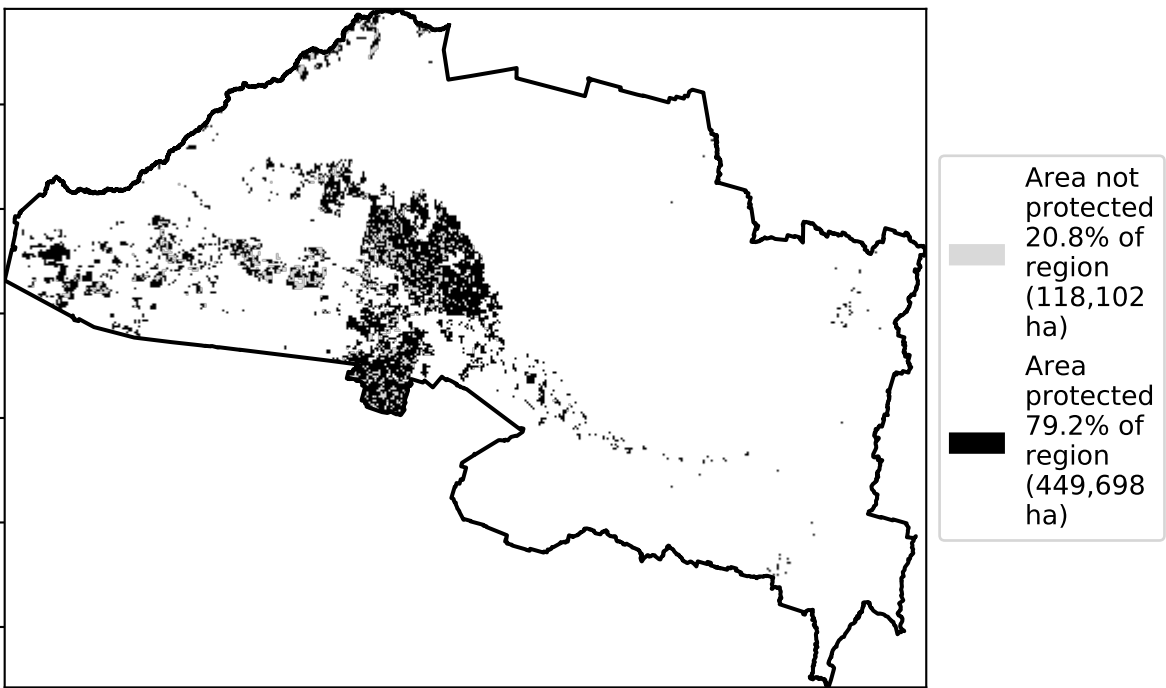 Area not
protected
20.8% of
region
(118,102
ha)
Area
protected
79.2% of
region
(449,698
ha)